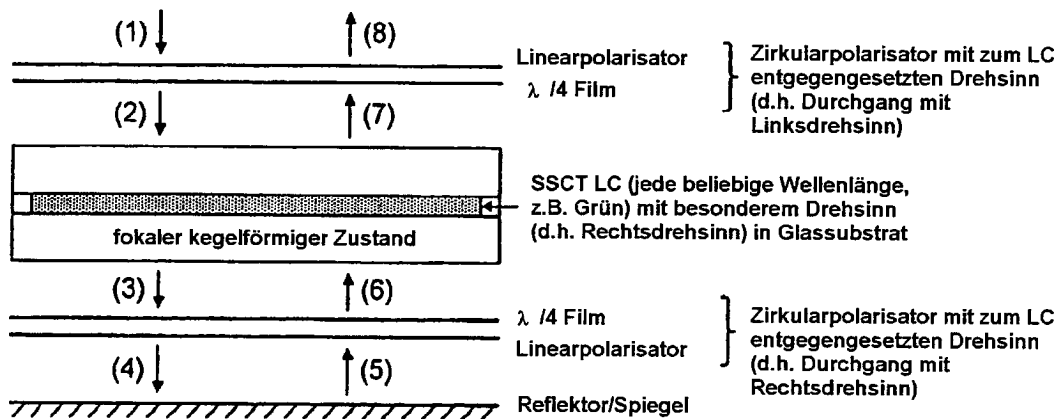 (1)
(8)
Linearpolarisator
λ /4 Film
Zirkularpolarisator mit zum LC
entgegengesetzten Drehsinn
(d.h. Durchgang mit
Linksdrehsinn)
(2)
(7)
SSCT LC (jede beliebige Wellenlänge,
z.B. Grün) mit besonderem Drehsinn
(d.h. Rechtsdrehsinn) in Glassubstrat
fokaler kegelförmiger Zustand
(3)
(6)
λ /4 Film
Linearpolarisator
Zirkularpolarisator mit zum LC
entgegengesetzten Drehsinn
(d.h. Durchgang mit
Rechtsdrehsinn)
(4)
(5)
Reflektor/Spiegel